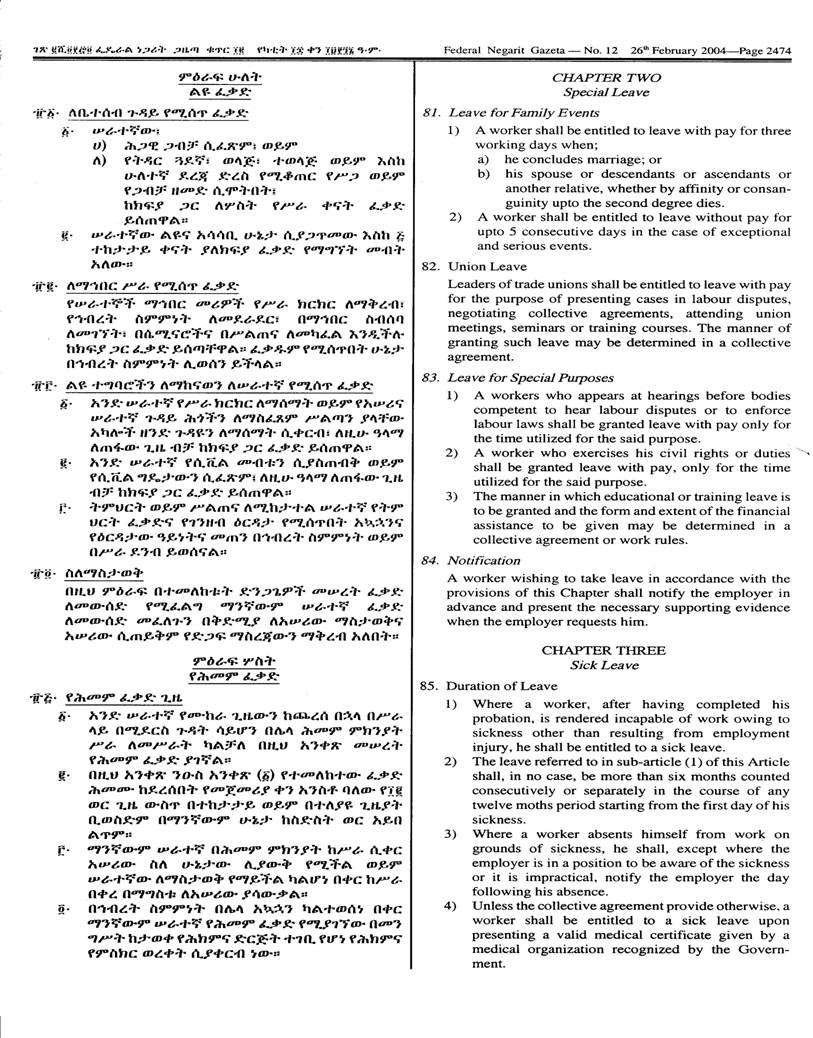 ገጽ ፪ሺ፬፻፸፬ ፌዴራል ነጋሪት ጋዜጣ ቁጥር ፲፪ የካቲት ፲፰ ቀን ፲፱፻፺፮ ዓ·ም·
ምዕራፍ ሁለት
ልዩ ፈቃድ
፹፩· ለቤተሰብ ጉዳይ የሚሰጥ ፈቃድ
፩· ሠራተኛው፤
ሀ) ሕጋዊ ጋብቻ ሲፈጽም፤ ወይም
ለ) የትዳር ጓደኛ፣ ወላጅ፣ ተወላጅ ወይም እስከ
ሁለተኛ ደረጃ ድረስ የሚቆጠር የሥጋ ወይም
የጋብቻ ዘመድ ሲሞትበት፤
ከክፍያ ጋር ለሦስት የሥራ ቀናት ፈቃድ
ይሰጠዋል።
፪· ሠራተኛው ልዩና አሳሳቢ ሁኔታ ሲያጋጥመው እስከ ፭
ተከታታይ ቀናት ያለክፍያ ፈቃድ የማግኘት መብት
አለው።
፹፪· ለማኅበር ሥራ የሚሰጥ ፈቃድ
የሠራተኞች ማኅበር መሪዎች የሥራ ክርክር ለማቅረብ፣
የኅብረት ስምምነት ለመደራደር፣ በማኅበር ስብሰባ
ለመገኘት፣ በሴሚናሮችና በሥልጠና ለመካፈል እንዲችሉ
ከክፍያ ጋር ፈቃድ ይሰጣቸዋል። ፈቃዱም የሚሰጥበት ሁኔታ
በኅብረት ስምምነት ሊወሰን ይችላል።
፹፫· ልዩ ተግባሮችን ለማከናወን ለሠራተኛ የሚሰጥ ፈቃድ
፩· አንድ ሠራተኛ የሥራ ክርክር ለማሰማት ወይም የአሠሪና
ሠራተኛ ጉዳይ ሕጎችን ለማስፈጸም ሥልጣን ያላቸው
አካሎች ዘንድ ጉዳዩን ለማሰማት ሲቀርብ፣ ለዚሁ ዓላማ
ለጠፋው ጊዜ ብቻ ከክፍያ ጋር ፈቃድ ይሰጠዋል።
፪· አንድ ሠራተኛ የሲቪል መብቱን ሲያስጠብቅ ወይም
የሲቪል ግዴታውን ሲፈጽም፣ ለዚሁ ዓላማ ለጠፋው ጊዜ
ብቻ ከክፍያ ጋር ፈቃድ ይሰጠዋል።
፫· ትምህርት ወይም ሥልጠና ለሚከታተል ሠራተኛ የትም
ህርት ፈቃድና የገንዘብ ዕርዳታ የሚሰጥበት አኳኋንና
የዕርዳታው ዓይነትና መጠን በኅብረት ስምምነት ወይም
በሥራ ደንብ ይወሰናል።
፹፬· ስለማስታወቅ
በዚህ ምዕራፍ በተመለከቱት ድንጋጌዎች መሠረት ፈቃድ
ለመውሰድ የሚፈልግ ማንኛውም ሠራተኛ ፈቃድ
ለመውሰድ መፈለጉን በቅድሚያ ለአሠሪው ማስታወቅና
አሠሪው ሲጠይቅም የድጋፍ ማስረጃውን ማቅረብ አለበት።
ምዕራፍ ሦስት
የሕመም ፈቃድ
፹፭· የሕመም ፈቃድ ጊዜ
፩· አንድ ሠራተኛ የሙከራ ጊዜውን ከጨረሰ በኋላ በሥራ
ላይ በሚደርስ ጉዳት ሳይሆን በሌላ ሕመም ምክንያት
ሥራ ለመሥራት ካልቻለ በዚህ አንቀጽ መሠረት
የሕመም ፈቃድ ያገኛል።
፪· በዚህ አንቀጽ ንዑስ አንቀጽ (፩) የተመለከተው ፈቃድ
ሕመሙ ከደረሰበት የመጀመሪያ ቀን አንስቶ ባለው የ፲፪
ወር ጊዜ ውስጥ በተከታታይ ወይም በተለያዩ ጊዜያት
ቢወሰድም በማንኛውም ሁኔታ ከስድስት ወር አይበ
ልጥም።
፫· ማንኛውም ሠራተኛ በሕመም ምክንያት ከሥራ ሲቀር
አሠሪው ስለ ሁኔታው ሊያውቅ የሚችል ወይም
ሠራተኛው ለማስታወቅ የማይችል ካልሆነ በቀር ከሥራ
በቀረ በማግስቱ ለአሠሪው ያሳውቃል።
፬· በኅብረት ስምምነት በሌላ አኳኋን ካልተወሰነ በቀር
ማንኛውም ሠራተኛ የሕመም ፈቃድ የሚያገኘው በመን
ግሥት ከታወቀ የሕክምና ድርጅት ተገቢ የሆነ የሕክምና
የምስክር ወረቀት ሲያቀርብ ነው።
Federal Negarit Gazeta — No. 12 26th February 2004—Page 2474
CHAPTER TWO
Special Leave
81. Leave for Family Events
1) A worker shall be entitled to leave with pay for three
working days when;
a) he concludes marriage; or
b) his spouse or descendants or ascendants or
another relative, whether by affinity or consan-
guinity upto the second degree dies.
2) A worker shall be entitled to leave without pay for
upto 5 consecutive days in the case of exceptional
and serious events.
82. Union Leave
Leaders of trade unions shall be entitled to leave with pay
for the purpose of presenting cases in labour disputes,
negotiating collective agreements, attending union
meetings, seminars or training courses. The manner of
granting such leave may be determined in a collective
agreement.
83. Leave for Special Purposes
1) A workers who appears at hearings before bodies
competent to hear labour disputes or to enforce
labour laws shall be granted leave with pay only for
the time utilized for the said purpose.
2) A worker who exercises his civil rights or duties
shall be granted leave with pay, only for the time
utilized for the said purpose.
3) The manner in which educational or training leave is
to be granted and the form and extent of the financial
assistance to be given may be determined in a
collective agreement or work rules.
84. Notification
A worker wishing to take leave in accordance with the
provisions of this Chapter shall notify the employer in
advance and present the necessary supporting evidence
when the employer requests him.
CHAPTER THREE
Sick Leave
85. Duration of Leave
1) Where a worker, after having completed his
probation, is rendered incapable of work owing to
sickness other than resulting from employment
injury, he shall be entitled to a sick leave.
2) The leave referred to in sub-article (1) of this Article
shall, in no case, be more than six months counted
consecutively or separately in the course of any
twelve moths period starting from the first day of his
sickness.
3) Where a worker absents himself from work on
grounds of sickness, he shall, except where the
employer is in a position to be aware of the sickness
or it is impractical, notify the employer the day
following his absence.
4) Unless the collective agreement provide otherwise, a
worker shall be entitled to a sick leave upon
presenting a valid medical certificate given by a
medical organization recognized by the Govern-
ment.